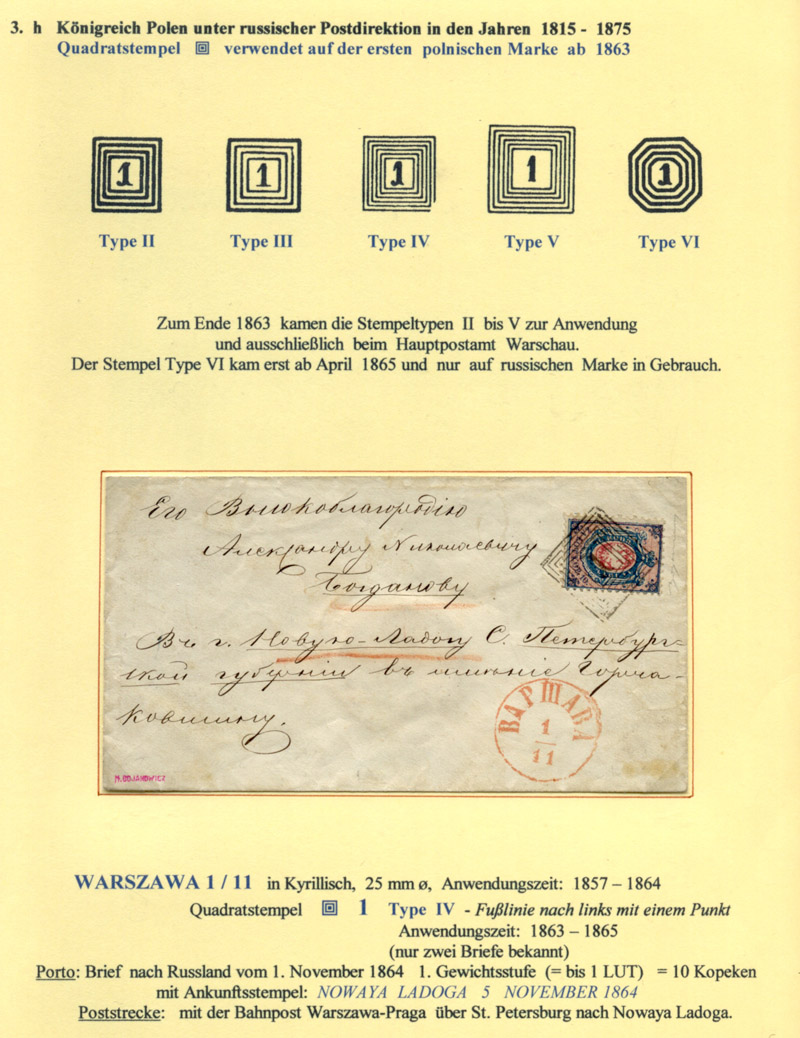 3. h Königreich Polen unter russischer Postdirektion in den Jahren 1815 - 1875
Quadratstempel verwendet auf der ersten polnischen Marke ab 1863
1 1 1 1 1
Type II Type III Type IV Type V Type VI
Zum Ende 1863 kamen die Stempeltypen II bis V zur Anwendung
und ausschließlich beim Hauptpostamt Warschau.
Der Stempel Type VI kam erst ab April 1865 und nur auf russischen Marke in Gebrauch.
Его Высокоблагородію
Александру Николаевичу
Богданову
Въ г. Новую-Ладогу С. Петербург=
ской губерніи въ имѣніе Горча-
ковщину.
ВАРШАВА
1
11
WARSZAWA 1 / 11 in Kyrillisch, 25 mm ø, Anwendungszeit: 1857 – 1864
Quadratstempel 1 Type IV - Fußlinie nach links mit einem Punkt
Anwendungszeit: 1863 – 1865
(nur zwei Briefe bekannt)
Porto: Brief nach Russland vom 1. November 1864 1. Gewichtsstufe (= bis 1 LUT) = 10 Kopeken
mit Ankunftsstempel: NOWAYA LADOGA 5 NOVEMBER 1864
Poststrecke: mit der Bahnpost Warszawa-Praga über St. Petersburg nach Nowaya Ladoga.